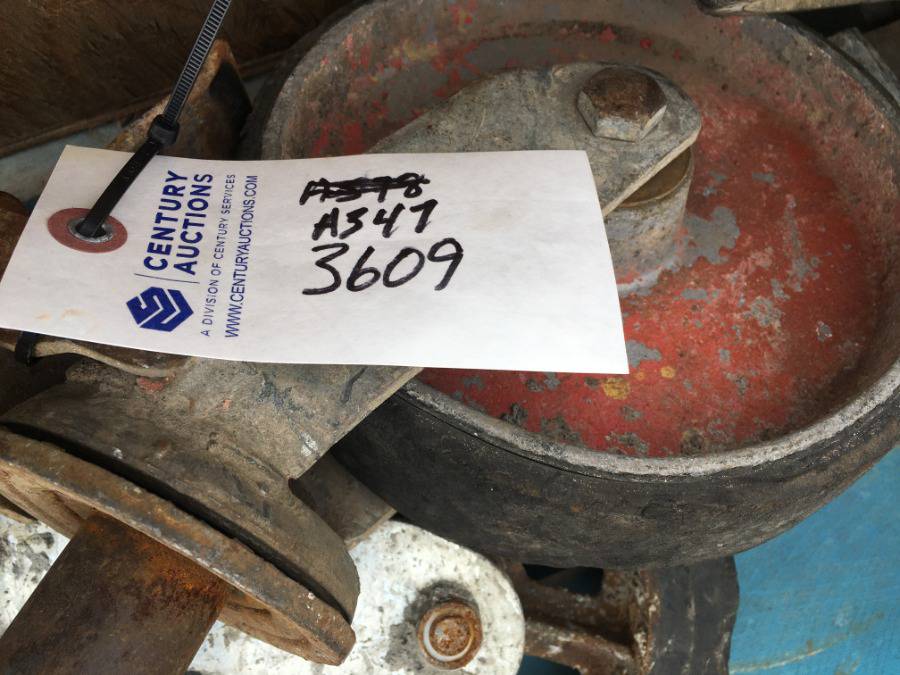 CENTURY
AUCTIONS
A DIVISION OF CENTURY SERVICES
WWW.CENTURYAUCTIONS.COM
A347
3609